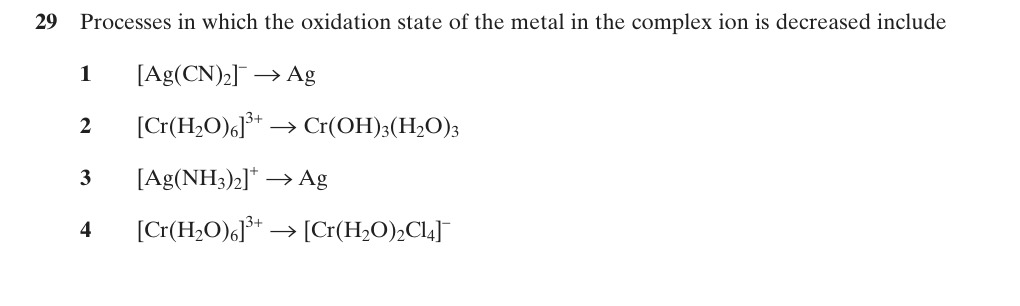 29 Processes in which the oxidation state of the metal in the complex ion is decreased include
1 [Ag(CN)₂]⁻ → Ag
2 [Cr(H₂O)₆]³⁺ → Cr(OH)₃(H₂O)₃
3 [Ag(NH₃)₂]⁺ → Ag
4 [Cr(H₂O)₆]³⁺ → [Cr(H₂O)₂Cl₄]⁻